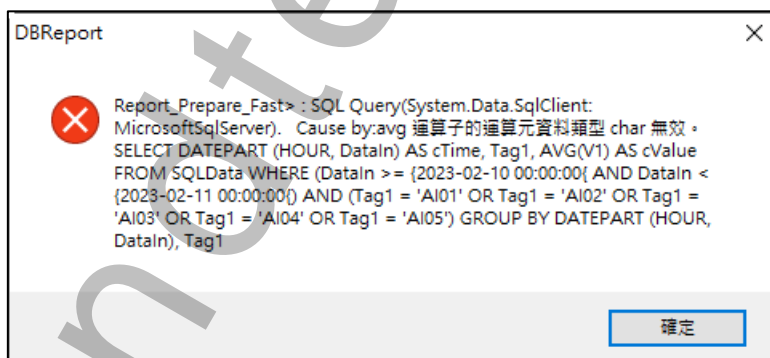 DBReport
Report_Prepare_Fast> : SQL Query(System.Data.SqlClient:
MicrosoftSqlServer).   Cause by:avg 運算子的運算元資料類型 char 無效。
SELECT DATEPART (HOUR, DataIn) AS cTime, Tag1, AVG(V1) AS cValue
FROM SQLData WHERE (DataIn >= {2023-02-10 00:00:00{ AND DataIn <
{2023-02-11 00:00:00{) AND (Tag1 = 'AI01' OR Tag1 = 'AI02' OR Tag1 =
'AI03' OR Tag1 = 'AI04' OR Tag1 = 'AI05') GROUP BY DATEPART (HOUR,
DataIn), Tag1
確定